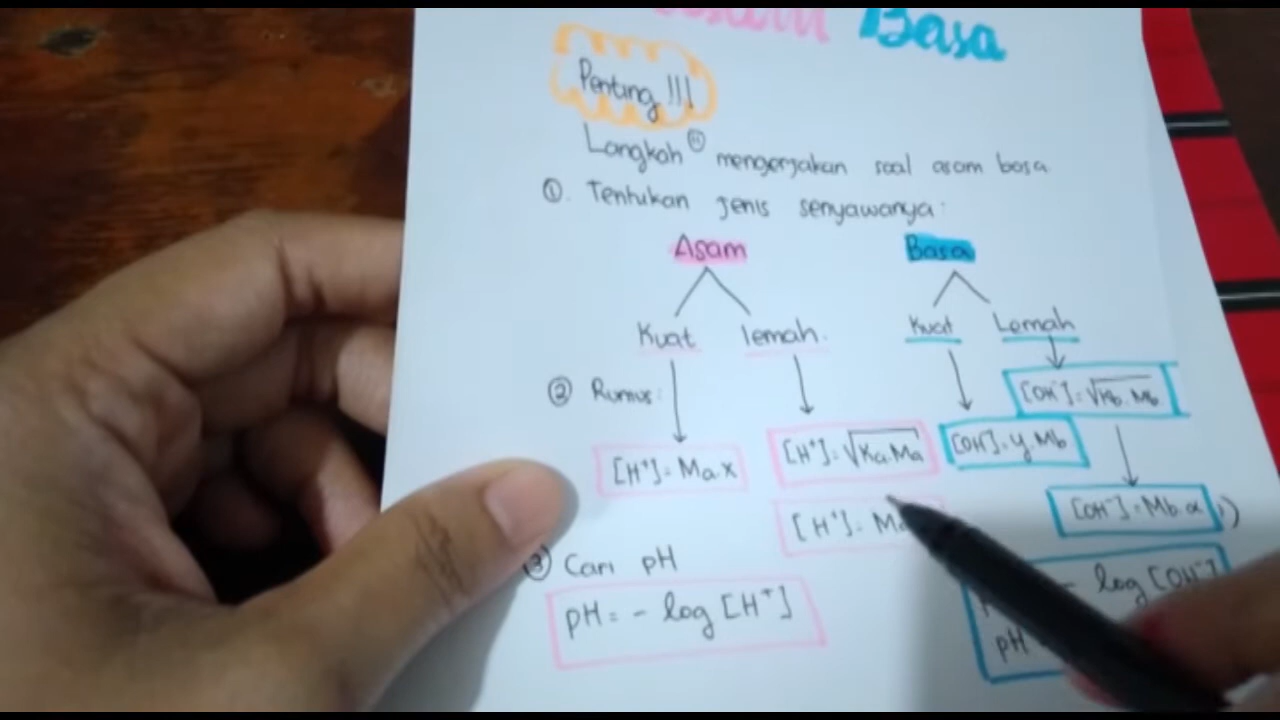 Asam Basa
Penting !!!
Langkah² mengerjakan soal asam basa
①. Tentukan jenis senyawanya:
Asam Basa
Kuat lemah. Kuat Lemah
② Rumus:
[OH⁻]=√Kb.Mb
[H⁺]=Ma.x [H⁺]=√Ka.Ma [OH⁻]=y.Mb
[H⁺]= [OH⁻]=Mb.α
③ Cari pH
pH=-log[H⁺] - log[OH⁻]
pH